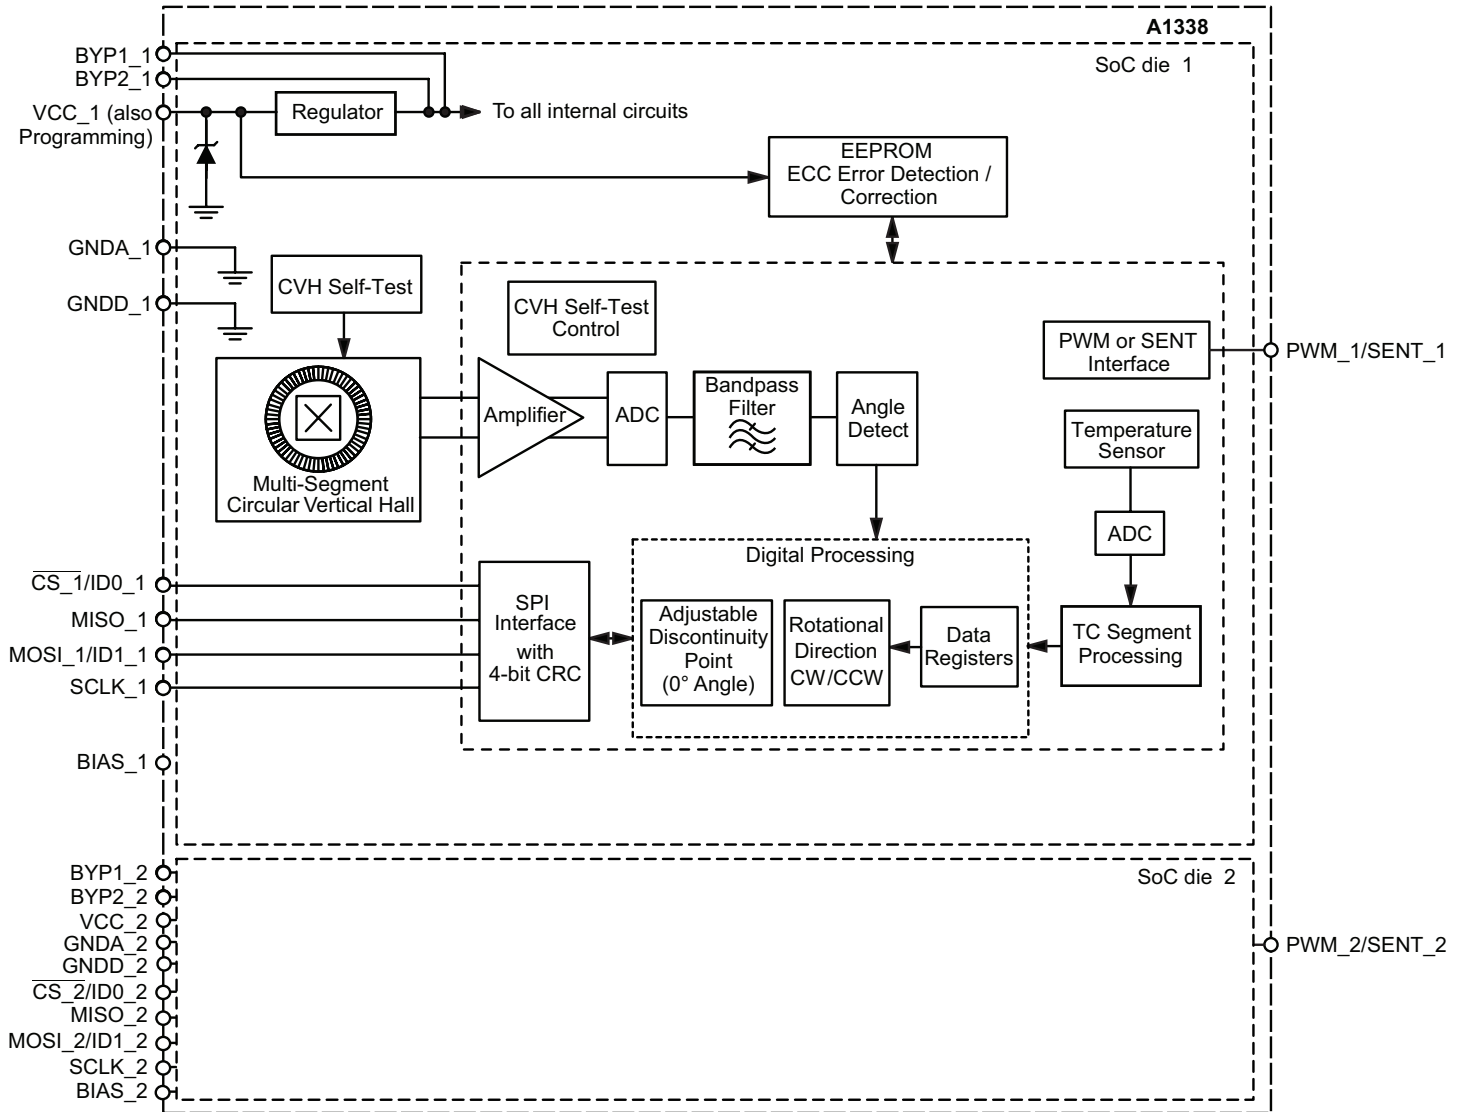 A1338
BYP1_1
BYP2_1
VCC_1 (also
Programming)
SoC die 1
Regulator
To all internal circuits
EEPROM
ECC Error Detection /
Correction
GNDA_1
GNDD_1
CVH Self-Test
CVH Self-Test
Control
PWM or SENT
Interface
PWM_1/SENT_1
Multi-Segment
Circular Vertical Hall
Amplifier
ADC
Bandpass
Filter
Angle
Detect
Temperature
Sensor
ADC
TC Segment
Processing
Digital Processing
Adjustable
Discontinuity
Point
(0° Angle)
Rotational
Direction
CW/CCW
Data
Registers
SPI
Interface
with
4-bit CRC
CS_1/ID0_1
MISO_1
MOSI_1/ID1_1
SCLK_1
BIAS_1
SoC die 2
BYP1_2
BYP2_2
VCC_2
GNDA_2
GNDD_2
CS_2/ID0_2
MISO_2
MOSI_2/ID1_2
SCLK_2
BIAS_2
PWM_2/SENT_2